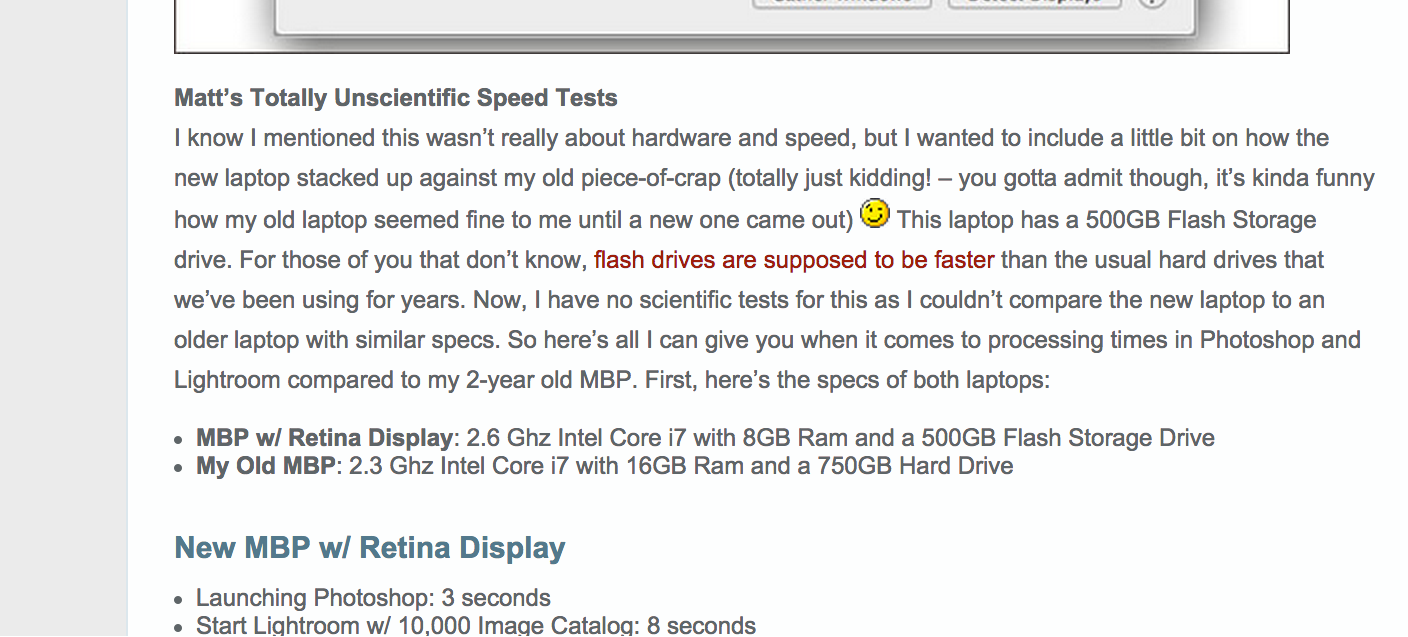 Matt’s Totally Unscientific Speed Tests
I know I mentioned this wasn’t really about hardware and speed, but I wanted to include a little bit on how the
new laptop stacked up against my old piece-of-crap (totally just kidding! – you gotta admit though, it’s kinda funny
how my old laptop seemed fine to me until a new one came out) This laptop has a 500GB Flash Storage
drive. For those of you that don’t know, flash drives are supposed to be faster than the usual hard drives that
we’ve been using for years. Now, I have no scientific tests for this as I couldn’t compare the new laptop to an
older laptop with similar specs. So here’s all I can give you when it comes to processing times in Photoshop and
Lightroom compared to my 2-year old MBP. First, here’s the specs of both laptops:
• MBP w/ Retina Display: 2.6 Ghz Intel Core i7 with 8GB Ram and a 500GB Flash Storage Drive
• My Old MBP: 2.3 Ghz Intel Core i7 with 16GB Ram and a 750GB Hard Drive
New MBP w/ Retina Display
• Launching Photoshop: 3 seconds
• Start Lightroom w/ 10,000 Image Catalog: 8 seconds